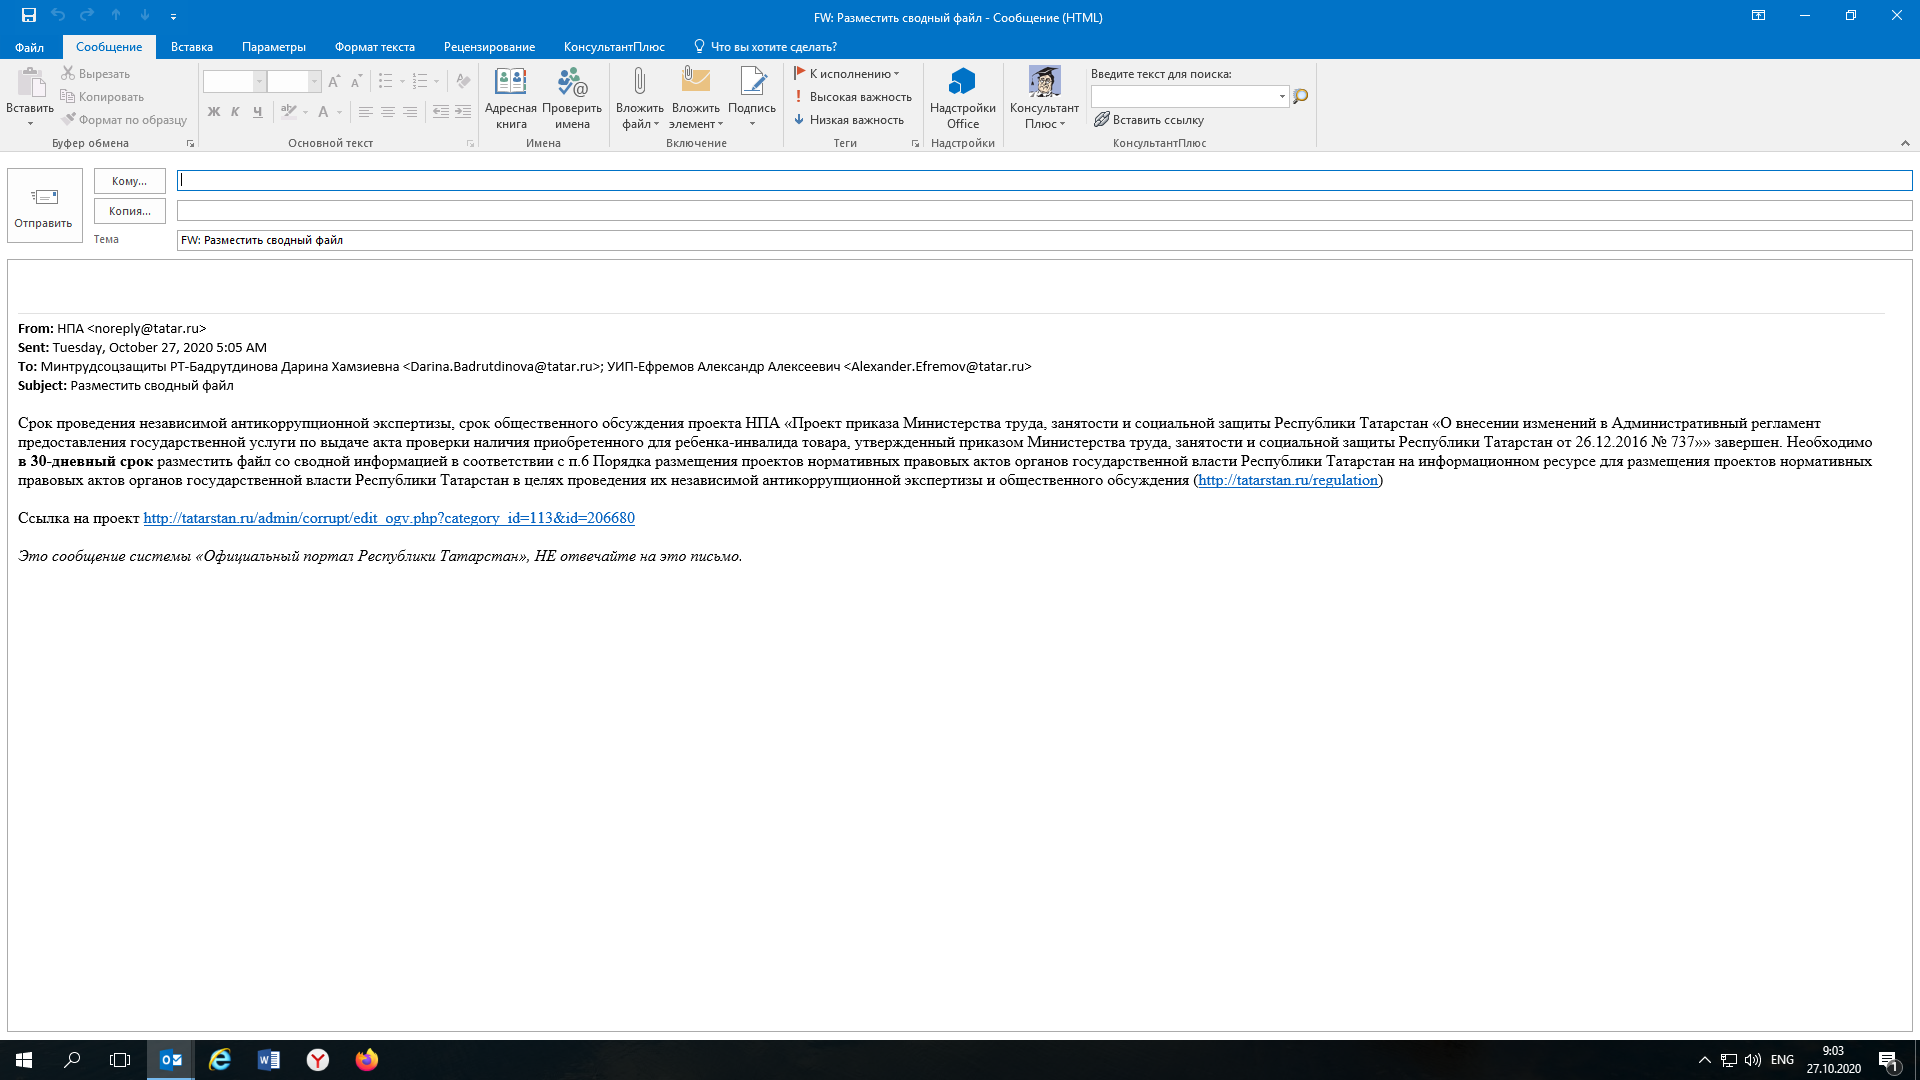 FW: Разместить сводный файл - Сообщение (HTML)
Файл Сообщение Вставка Параметры Формат текста Рецензирование КонсультантПлюс Что вы хотите сделать?
Вставить
Вырезать
Копировать
Формат по образцу
Буфер обмена
Ж К Ч
Основной текст
Адресная книга
Проверить имена
Имена
Вложить файл
Вложить элемент
Подпись
Включение
К исполнению
Высокая важность
Низкая важность
Теги
Надстройки Office
Надстройки
Консультант Плюс
Введите текст для поиска:
Вставить ссылку
КонсультантПлюс
Отправить
Кому...
Копия...
Тема FW: Разместить сводный файл
From: НПА <noreply@tatar.ru>
Sent: Tuesday, October 27, 2020 5:05 AM
To: Минтрудсоцзащиты РТ-Бадрутдинова Дарина Хамзиевна <Darina.Badrutdinova@tatar.ru>; УИП-Ефремов Александр Алексеевич <Alexander.Efremov@tatar.ru>
Subject: Разместить сводный файл
Срок проведения независимой антикоррупционной экспертизы, срок общественного обсуждения проекта НПА «Проект приказа Министерства труда, занятости и социальной защиты Республики Татарстан «О внесении изменений в Административный регламент
предоставления государственной услуги по выдаче акта проверки наличия приобретенного для ребенка-инвалида товара, утвержденный приказом Министерства труда, занятости и социальной защиты Республики Татарстан от 26.12.2016 № 737»» завершен. Необходимо
в 30-дневный срок разместить файл со сводной информацией в соответствии с п.6 Порядка размещения проектов нормативных правовых актов органов государственной власти Республики Татарстан на информационном ресурсе для размещения проектов нормативных
правовых актов органов государственной власти Республики Татарстан в целях проведения их независимой антикоррупционной экспертизы и общественного обсуждения (http://tatarstan.ru/regulation)
Ссылка на проект http://tatarstan.ru/admin/corrupt/edit_ogv.php?category_id=113&id=206680
Это сообщение системы «Официальный портал Республики Татарстан», НЕ отвечайте на это письмо.
ENG
9:03
27.10.2020
1